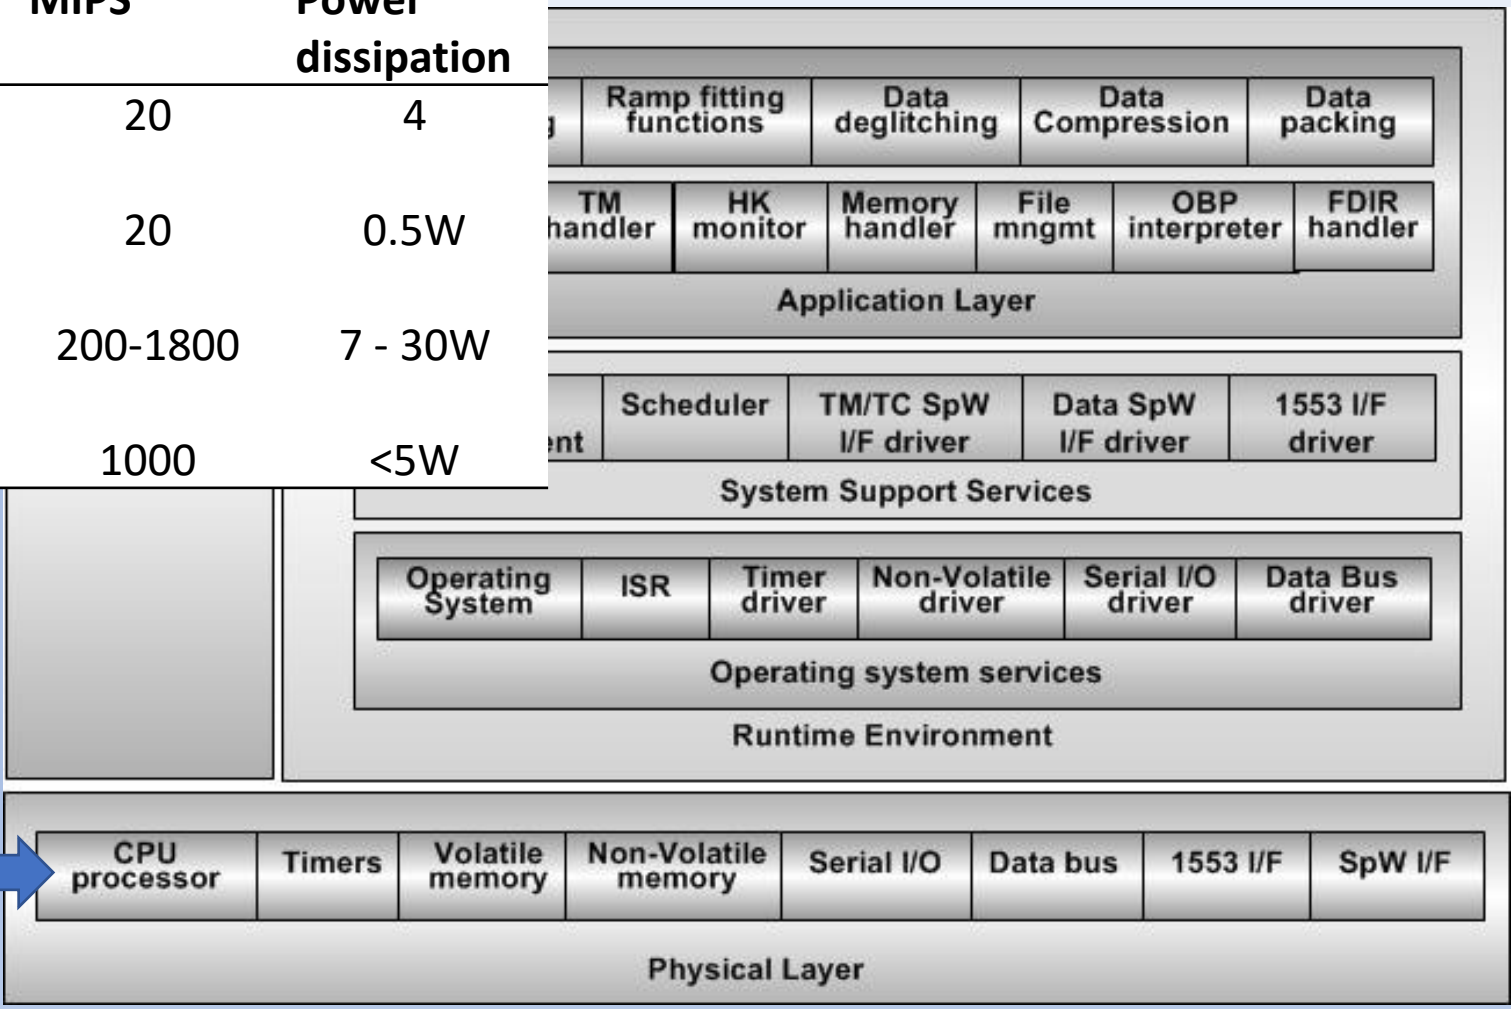 MIPS Power
dissipation
20 4
20 0.5W
200-1800 7 - 30W
1000 <5W
Ramp fitting
functions
Data
deglitching
Data
Compression
Data
packing
TM
handler
HK
monitor
Memory
handler
File
mngmt
OBP
interpreter
FDIR
handler
Application Layer
ent
Scheduler
TM/TC SpW
I/F driver
Data SpW
I/F driver
1553 I/F
driver
System Support Services
Operating
System
ISR
Timer
driver
Non-Volatile
driver
Serial I/O
driver
Data Bus
driver
Operating system services
Runtime Environment
CPU
processor
Timers
Volatile
memory
Non-Volatile
memory
Serial I/O
Data bus
1553 I/F
SpW I/F
Physical Layer